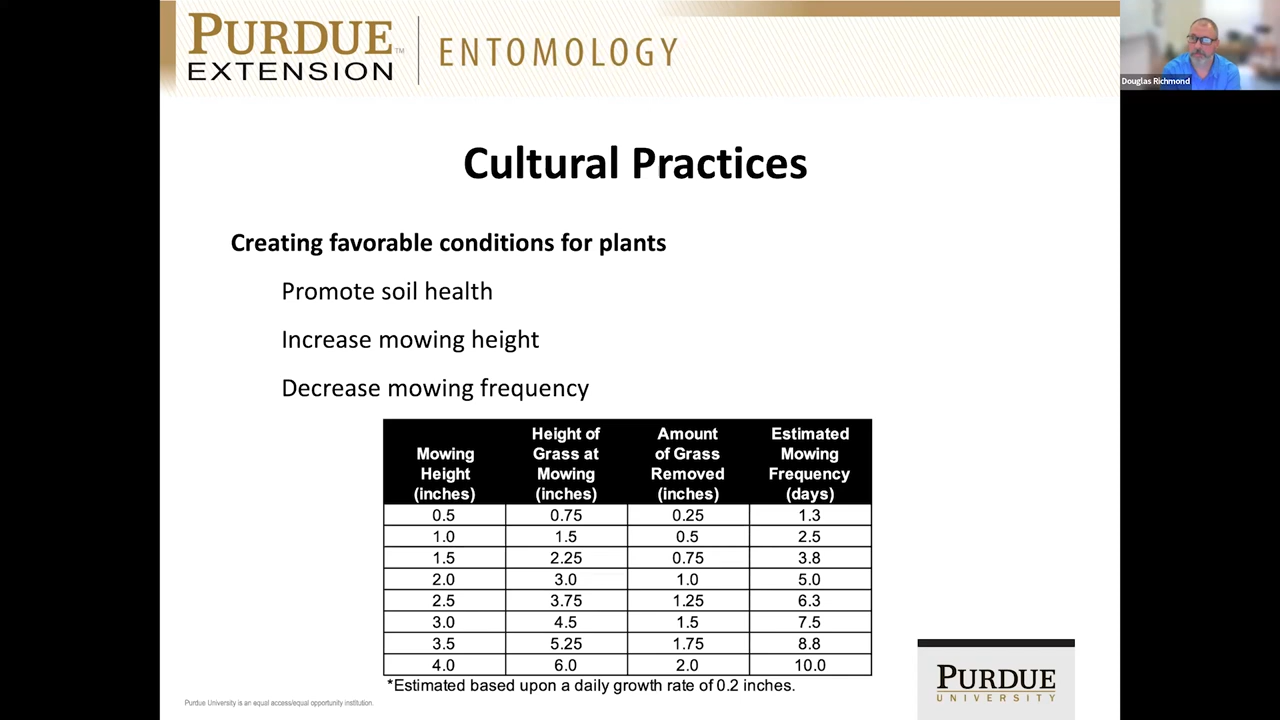 PURDUE™
EXTENSION
ENTOMOLOGY
Douglas Richmond
Cultural Practices
Creating favorable conditions for plants
Promote soil health
Increase mowing height
Decrease mowing frequency
Mowing Height (inches) Height of Grass at Mowing (inches) Amount of Grass Removed (inches) Estimated Mowing Frequency (days)
0.5 0.75 0.25 1.3
1.0 1.5 0.5 2.5
1.5 2.25 0.75 3.8
2.0 3.0 1.0 5.0
2.5 3.75 1.25 6.3
3.0 4.5 1.5 7.5
3.5 5.25 1.75 8.8
4.0 6.0 2.0 10.0
*Estimated based upon a daily growth rate of 0.2 inches.
PURDUE
UNIVERSITY
Purdue University is an equal access/equal opportunity institution.